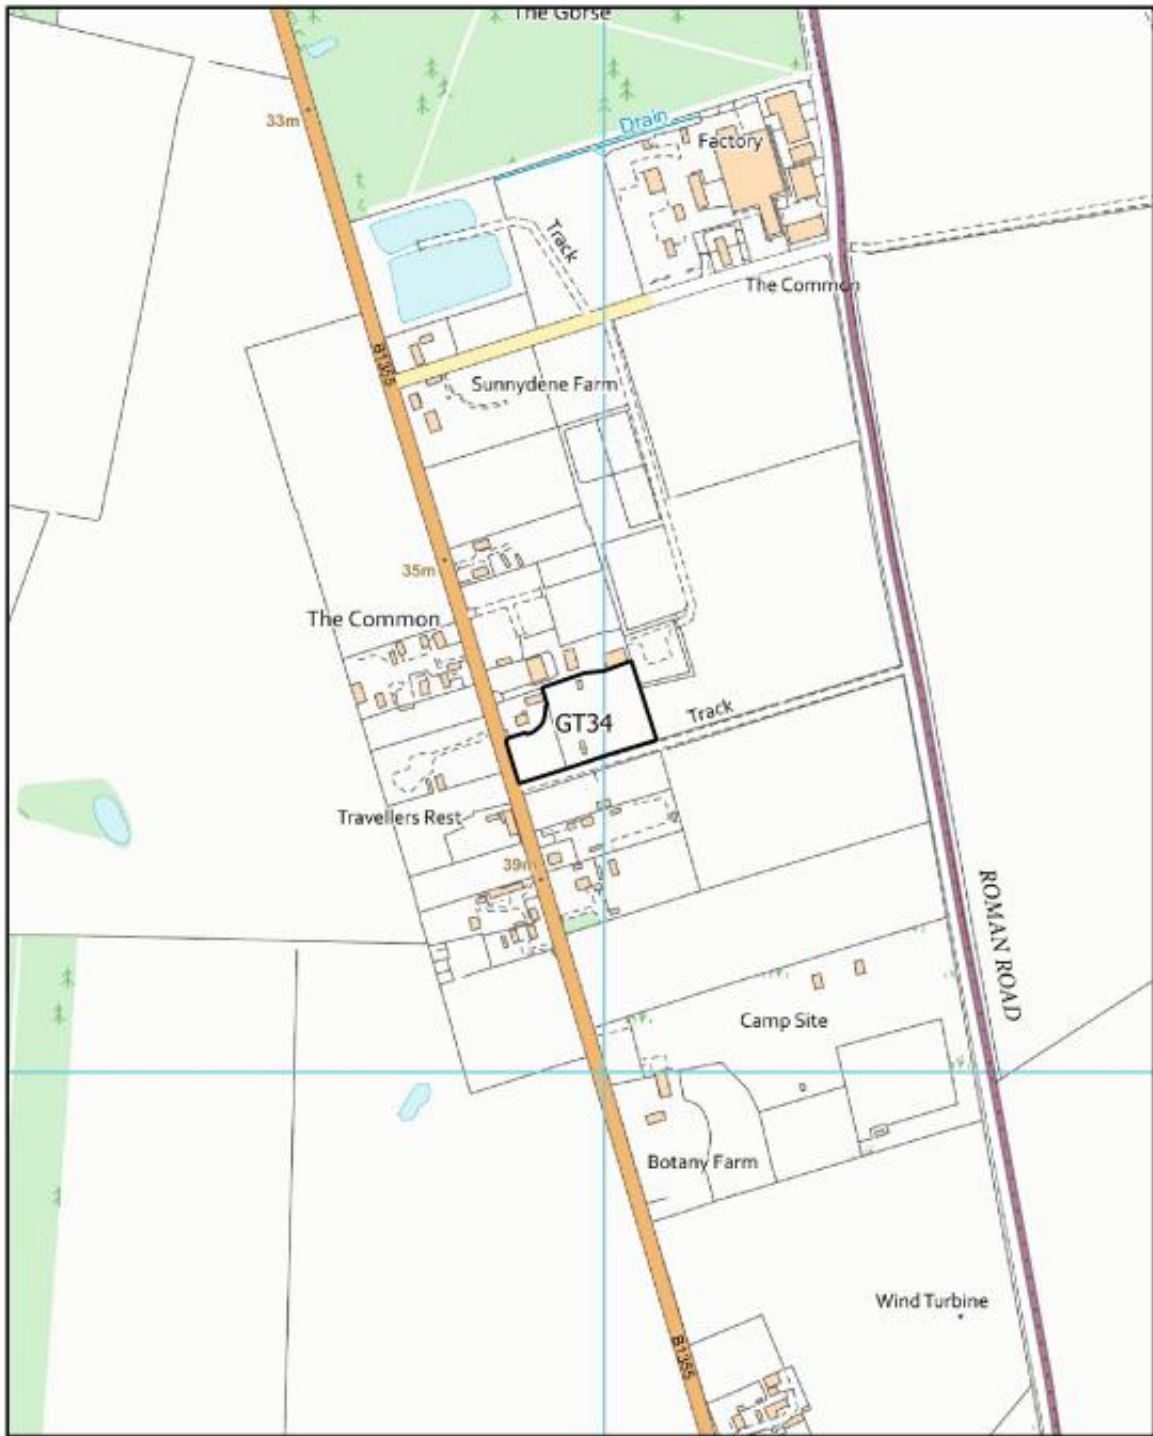 The Gorse
33m
Drain
Factory
Track
The Common
B1355
Sunnydene Farm
35m
The Common
GT34
Track
Travellers Rest
39m
ROMAN ROAD
Camp Site
Botany Farm
Wind Turbine
B1355